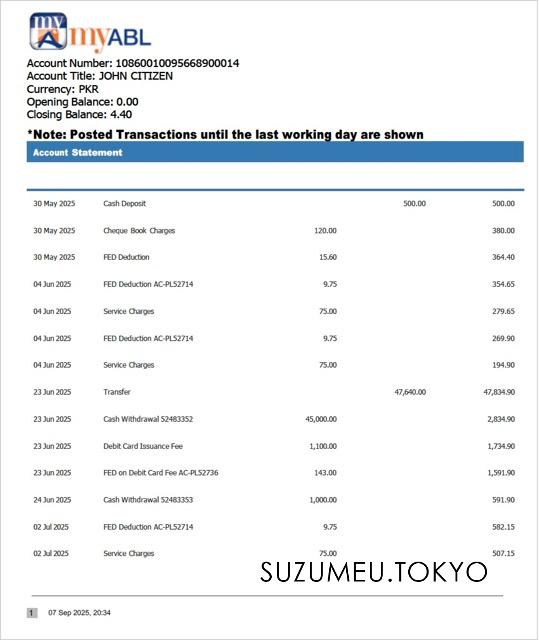 my
myABL
Account Number: 10860010095668900014
Account Title: JOHN CITIZEN
Currency: PKR
Opening Balance: 0.00
Closing Balance: 4.40
*Note: Posted Transactions until the last working day are shown
Account Statement
30 May 2025 Cash Deposit 500.00 500.00
30 May 2025 Cheque Book Charges 120.00 380.00
30 May 2025 FED Deduction 15.60 364.40
04 Jun 2025 FED Deduction AC-PL52714 9.75 354.65
04 Jun 2025 Service Charges 75.00 279.65
04 Jun 2025 FED Deduction AC-PL52714 9.75 269.90
04 Jun 2025 Service Charges 75.00 194.90
23 Jun 2025 Transfer 47,640.00 47,834.90
23 Jun 2025 Cash Withdrawal 52483352 45,000.00 2,834.90
23 Jun 2025 Debit Card Issuance Fee 1,100.00 1,734.90
23 Jun 2025 FED on Debit Card Fee AC-PL52736 143.00 1,591.90
24 Jun 2025 Cash Withdrawal 52483353 1,000.00 591.90
02 Jul 2025 FED Deduction AC-PL52714 9.75 582.15
02 Jul 2025 Service Charges 75.00 507.15
SUZUMEU.TOKYO
1 07 Sep 2025, 20:34